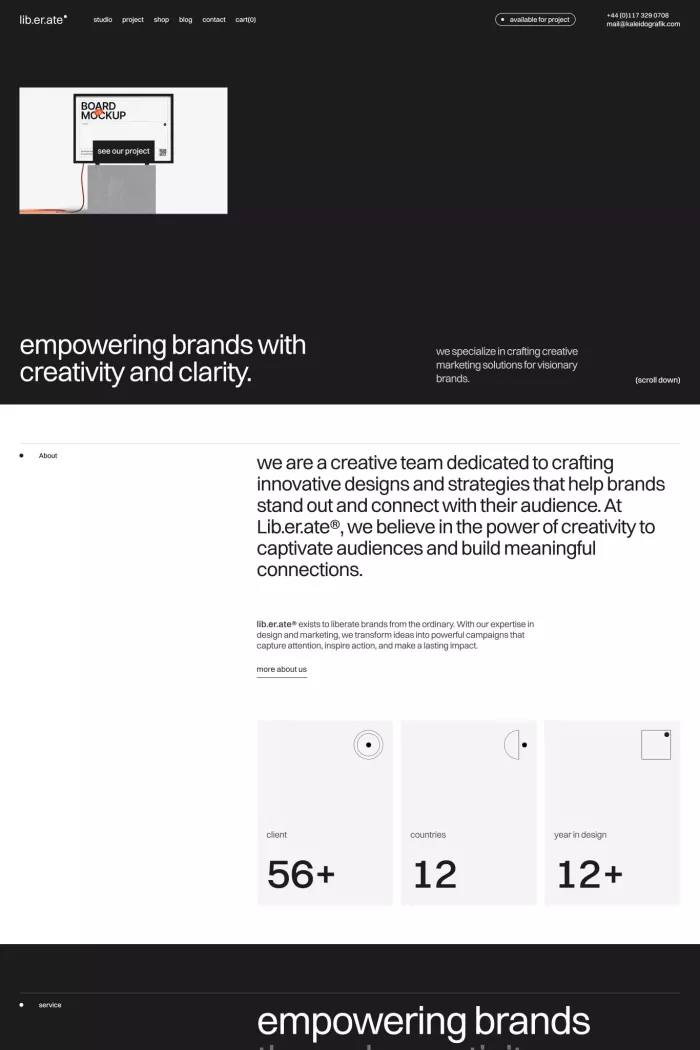 lib.er.ate
studio project shop blog contact cart(0)
available for project
+44 (0)117 329 0708
mail@kaleidografik.com
BOARD
MOCKUP
see our project
empowering brands with
creativity and clarity.
we specialize in crafting creative
marketing solutions for visionary
brands.
(scroll down)
About
we are a creative team dedicated to crafting
innovative designs and strategies that help brands
stand out and connect with their audience. At
Lib.er.ate®, we believe in the power of creativity to
captivate audiences and build meaningful
connections.
lib.er.ate® exists to liberate brands from the ordinary. With our expertise in
design and marketing, we transform ideas into powerful campaigns that
capture attention, inspire action, and make a lasting impact.
more about us
client
56+
countries
12
year in design
12+
service
empowering brands